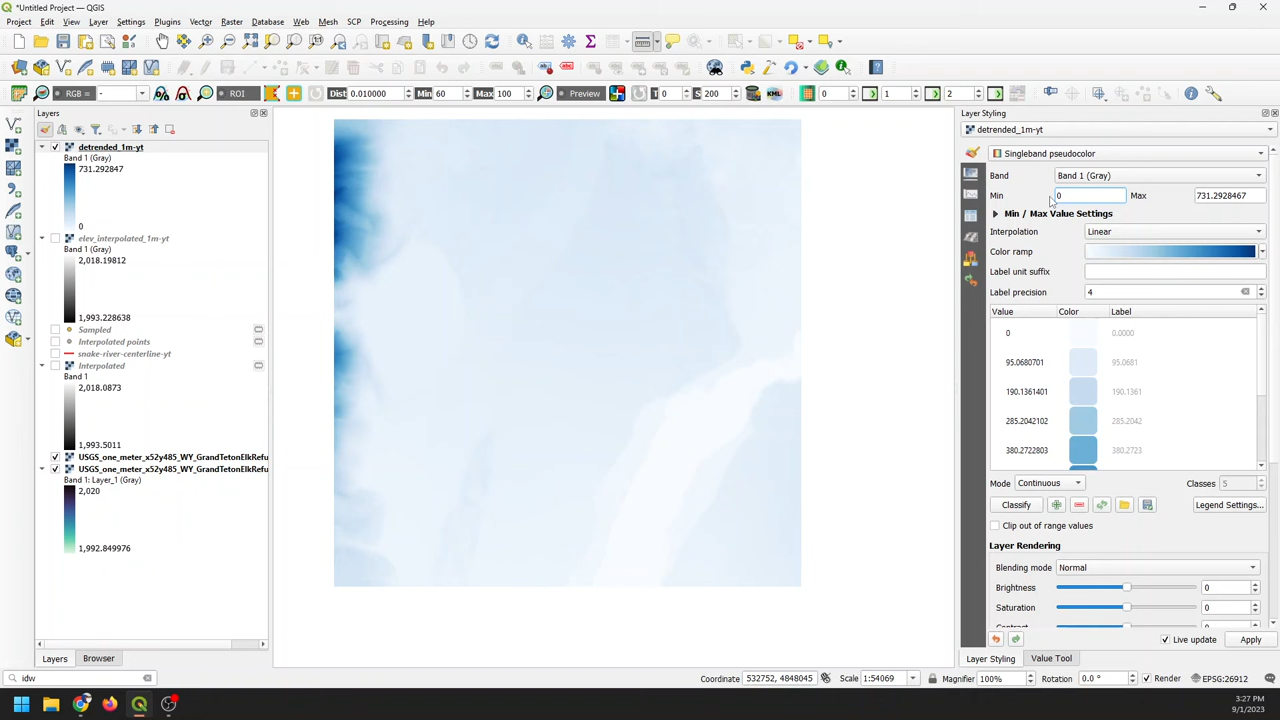 *Untitled Project — QGIS
Project Edit View Layer Settings Plugins Vector Raster Database Web Mesh SCP Processing Help
RGB = - ROI Dist 0.010000 Min 60 Max 100 Preview T 0 S 200 KML 0 1 2
Layers
detrended_1m-yt
Band 1 (Gray)
731.292847
0
elev_interpolated_1m-yt
Band 1 (Gray)
2,018.19812
1,993.228638
Sampled
Interpolated points
snake-river-centerline-yt
Interpolated
Band 1
2,018.0873
1,993.5011
USGS_one_meter_x52y485_WY_GrandTetonElkRefu
USGS_one_meter_x52y485_WY_GrandTetonElkRefu
Band 1: Layer_1 (Gray)
2,020
1,992.849976
Layers Browser
Layer Styling
detrended_1m-yt
Singleband pseudocolor
Band Band 1 (Gray)
Min 0 Max 731.2928467
Min / Max Value Settings
Interpolation Linear
Color ramp
Label unit suffix
Label precision 4
Value Color Label
0 0.0000
95.0680701 95.0681
190.1361401 190.1361
285.2042102 285.2042
380.2722803 380.2723
Mode Continuous Classes 5
Classify Legend Settings...
Clip out of range values
Layer Rendering
Blending mode Normal
Brightness 0
Saturation 0
Live update Apply
Layer Styling Value Tool
idw Coordinate 532752, 4848045 Scale 1:54069 Magnifier 100% Rotation 0.0 ° Render EPSG:26912
3:27 PM
9/1/2023